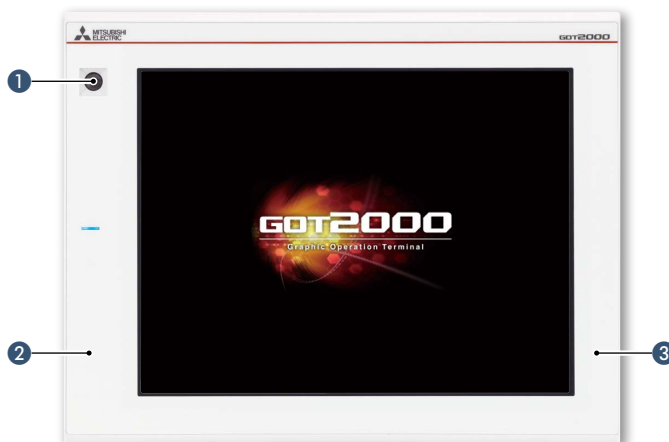 MITSUBISHI
ELECTRIC
GOT2000
1
GOT2000
Graphic Operation Terminal
2
3